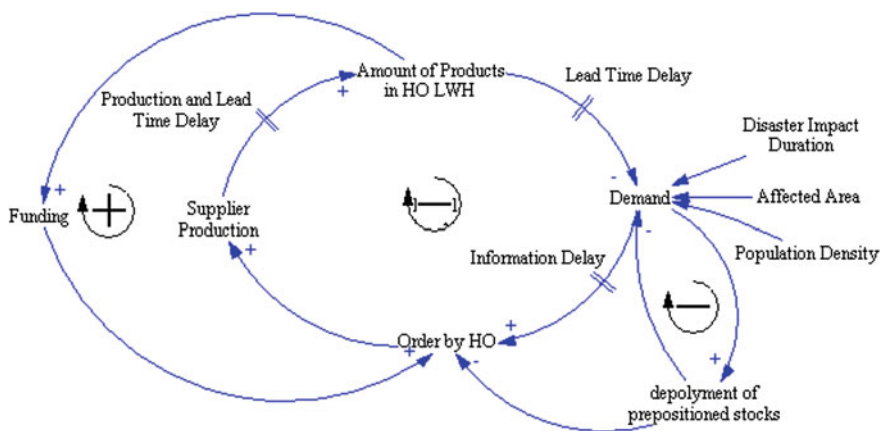 Amount of Products
in HO LWH
Lead Time Delay
Production and Lead
Time Delay
Disaster Impact
Duration
+
+
-
Funding
+
Supplier
Production
-
Demand
Affected Area
+
-
Population Density
Information Delay
-
+
Order by HO
+
-
+
depolyment of
prepositioned stocks